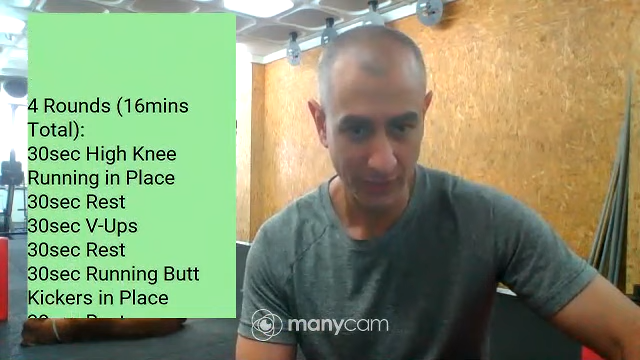 4 Rounds (16mins
Total):
30sec High Knee
Running in Place
30sec Rest
30sec V-Ups
30sec Rest
30sec Running Butt
Kickers in Place
manycam